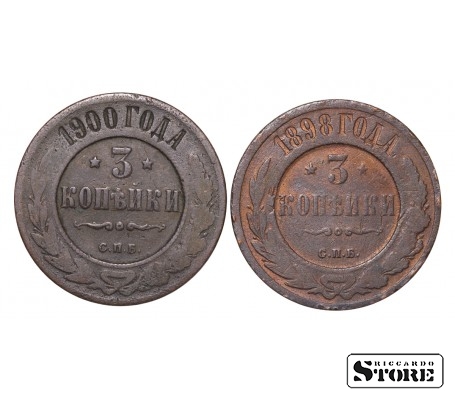 1900 ГОДА
3
КОПѢЙКИ
С.П.Б.
1898 ГОДА
3
КОПѢЙКИ
С.П.Б.
RICCARDO
STORE